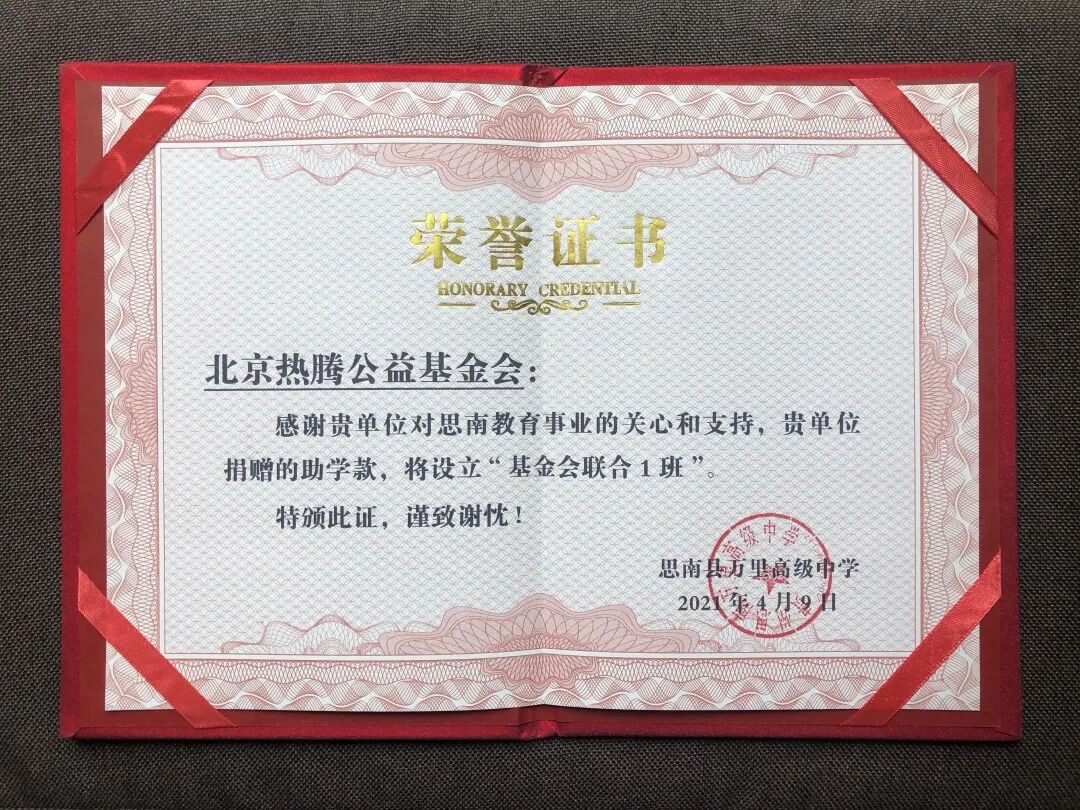 荣誉证书
HONORARY CREDENTIAL
北京热腾公益基金会：
感谢贵单位对思南教育事业的关心和支持，贵单位
捐赠的助学款，将设立“基金会联合1班”。
特颁此证，谨致谢忱！
思南县万里高级中学
2021年4月9日